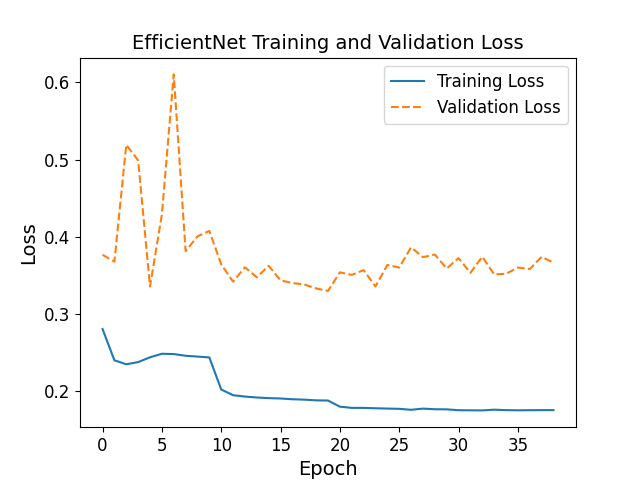 EfficientNet Training and Validation Loss
Training Loss
Validation Loss
Loss
0.6
0.5
0.4
0.3
0.2
0 5 10 15 20 25 30 35
Epoch